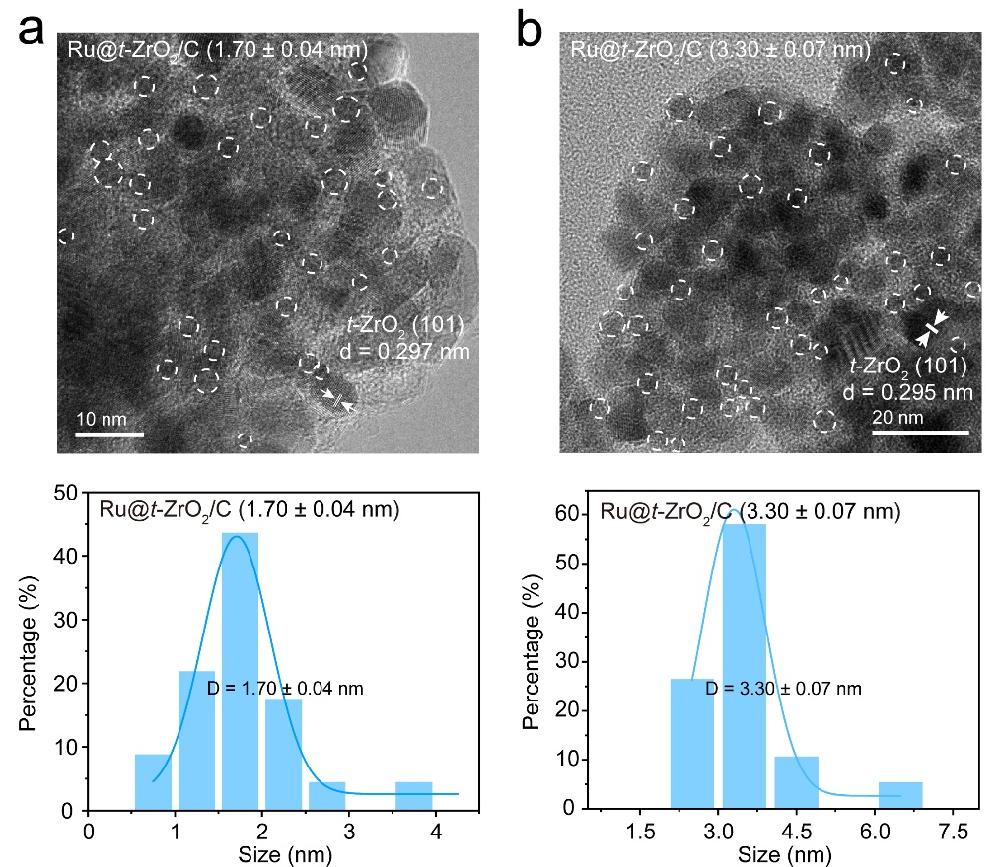 a
Ru@t-ZrO₂/C (1.70 ± 0.04 nm)
t-ZrO₂ (101)
d = 0.297 nm
10 nm
b
Ru@t-ZrO₂/C (3.30 ± 0.07 nm)
t-ZrO₂ (101)
d = 0.295 nm
20 nm
Ru@t-ZrO₂/C (1.70 ± 0.04 nm)
D = 1.70 ± 0.04 nm
Percentage (%)
50
40
30
20
10
0
0 1 2 3 4
Size (nm)
Ru@t-ZrO₂/C (3.30 ± 0.07 nm)
D = 3.30 ± 0.07 nm
Percentage (%)
60
50
40
30
20
10
0
1.5 3.0 4.5 6.0 7.5
Size (nm)